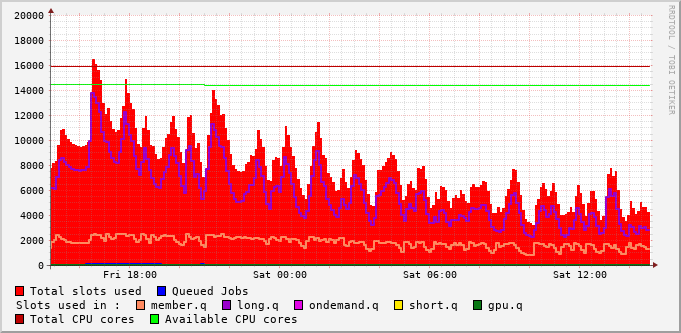 20000
18000
16000
14000
12000
10000
8000
6000
4000
2000
0
Fri 18:00 Sat 00:00 Sat 06:00 Sat 12:00
RRDTOOL / TOBI OETIKER
Total slots used Queued Jobs
Slots used in : member.q long.q ondemand.q short.q gpu.q
Total CPU cores Available CPU cores